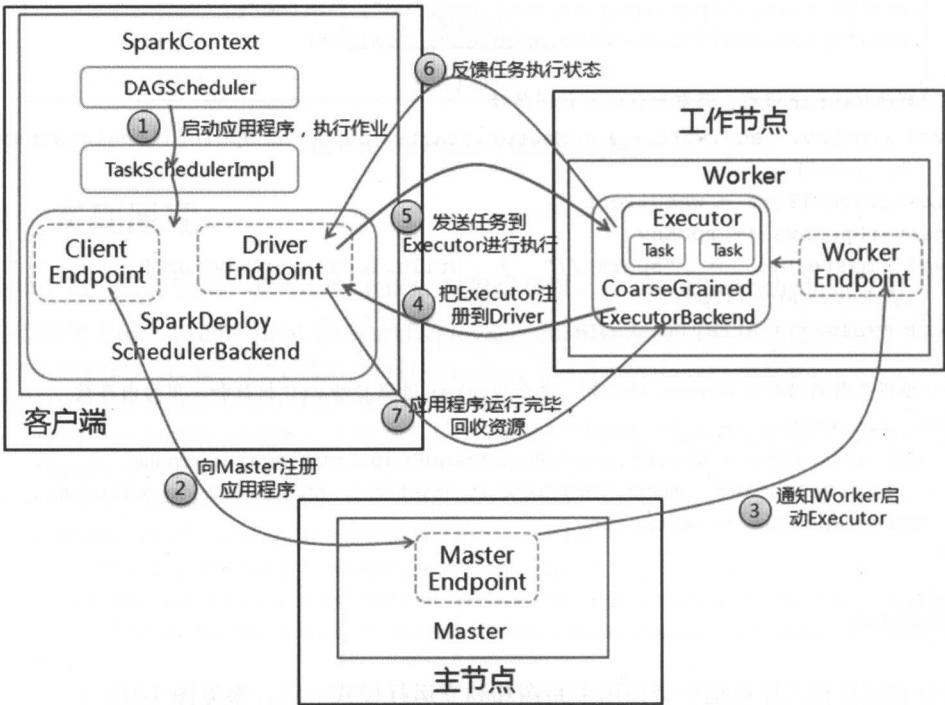 SparkContext
DAGScheduler
1
启动应用程序，执行作业
TaskSchedulerImpl
Client
Endpoint
Driver
Endpoint
SparkDeploy
SchedulerBackend
客户端
6
反馈任务执行状态
5
发送任务到
Executor进行执行
4
把Executor注
册到Driver
7
应用程序运行完毕，
回收资源
工作节点
Worker
Executor
Task
Task
CoarseGrained
ExecutorBackend
Worker
Endpoint
2
向Master注册
应用程序
3
通知Worker启
动Executor
Master
Endpoint
Master
主节点